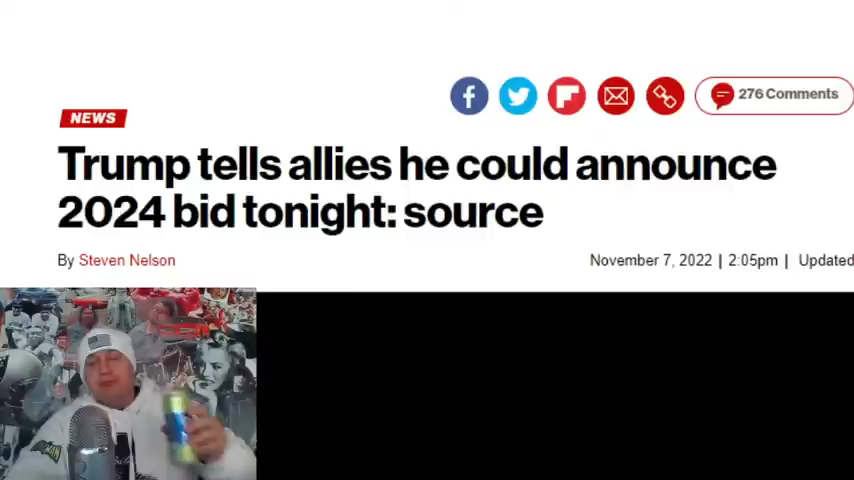 276 Comments
NEWS
Trump tells allies he could announce
2024 bid tonight: source
By Steven Nelson
November 7, 2022 | 2:05pm | Updated